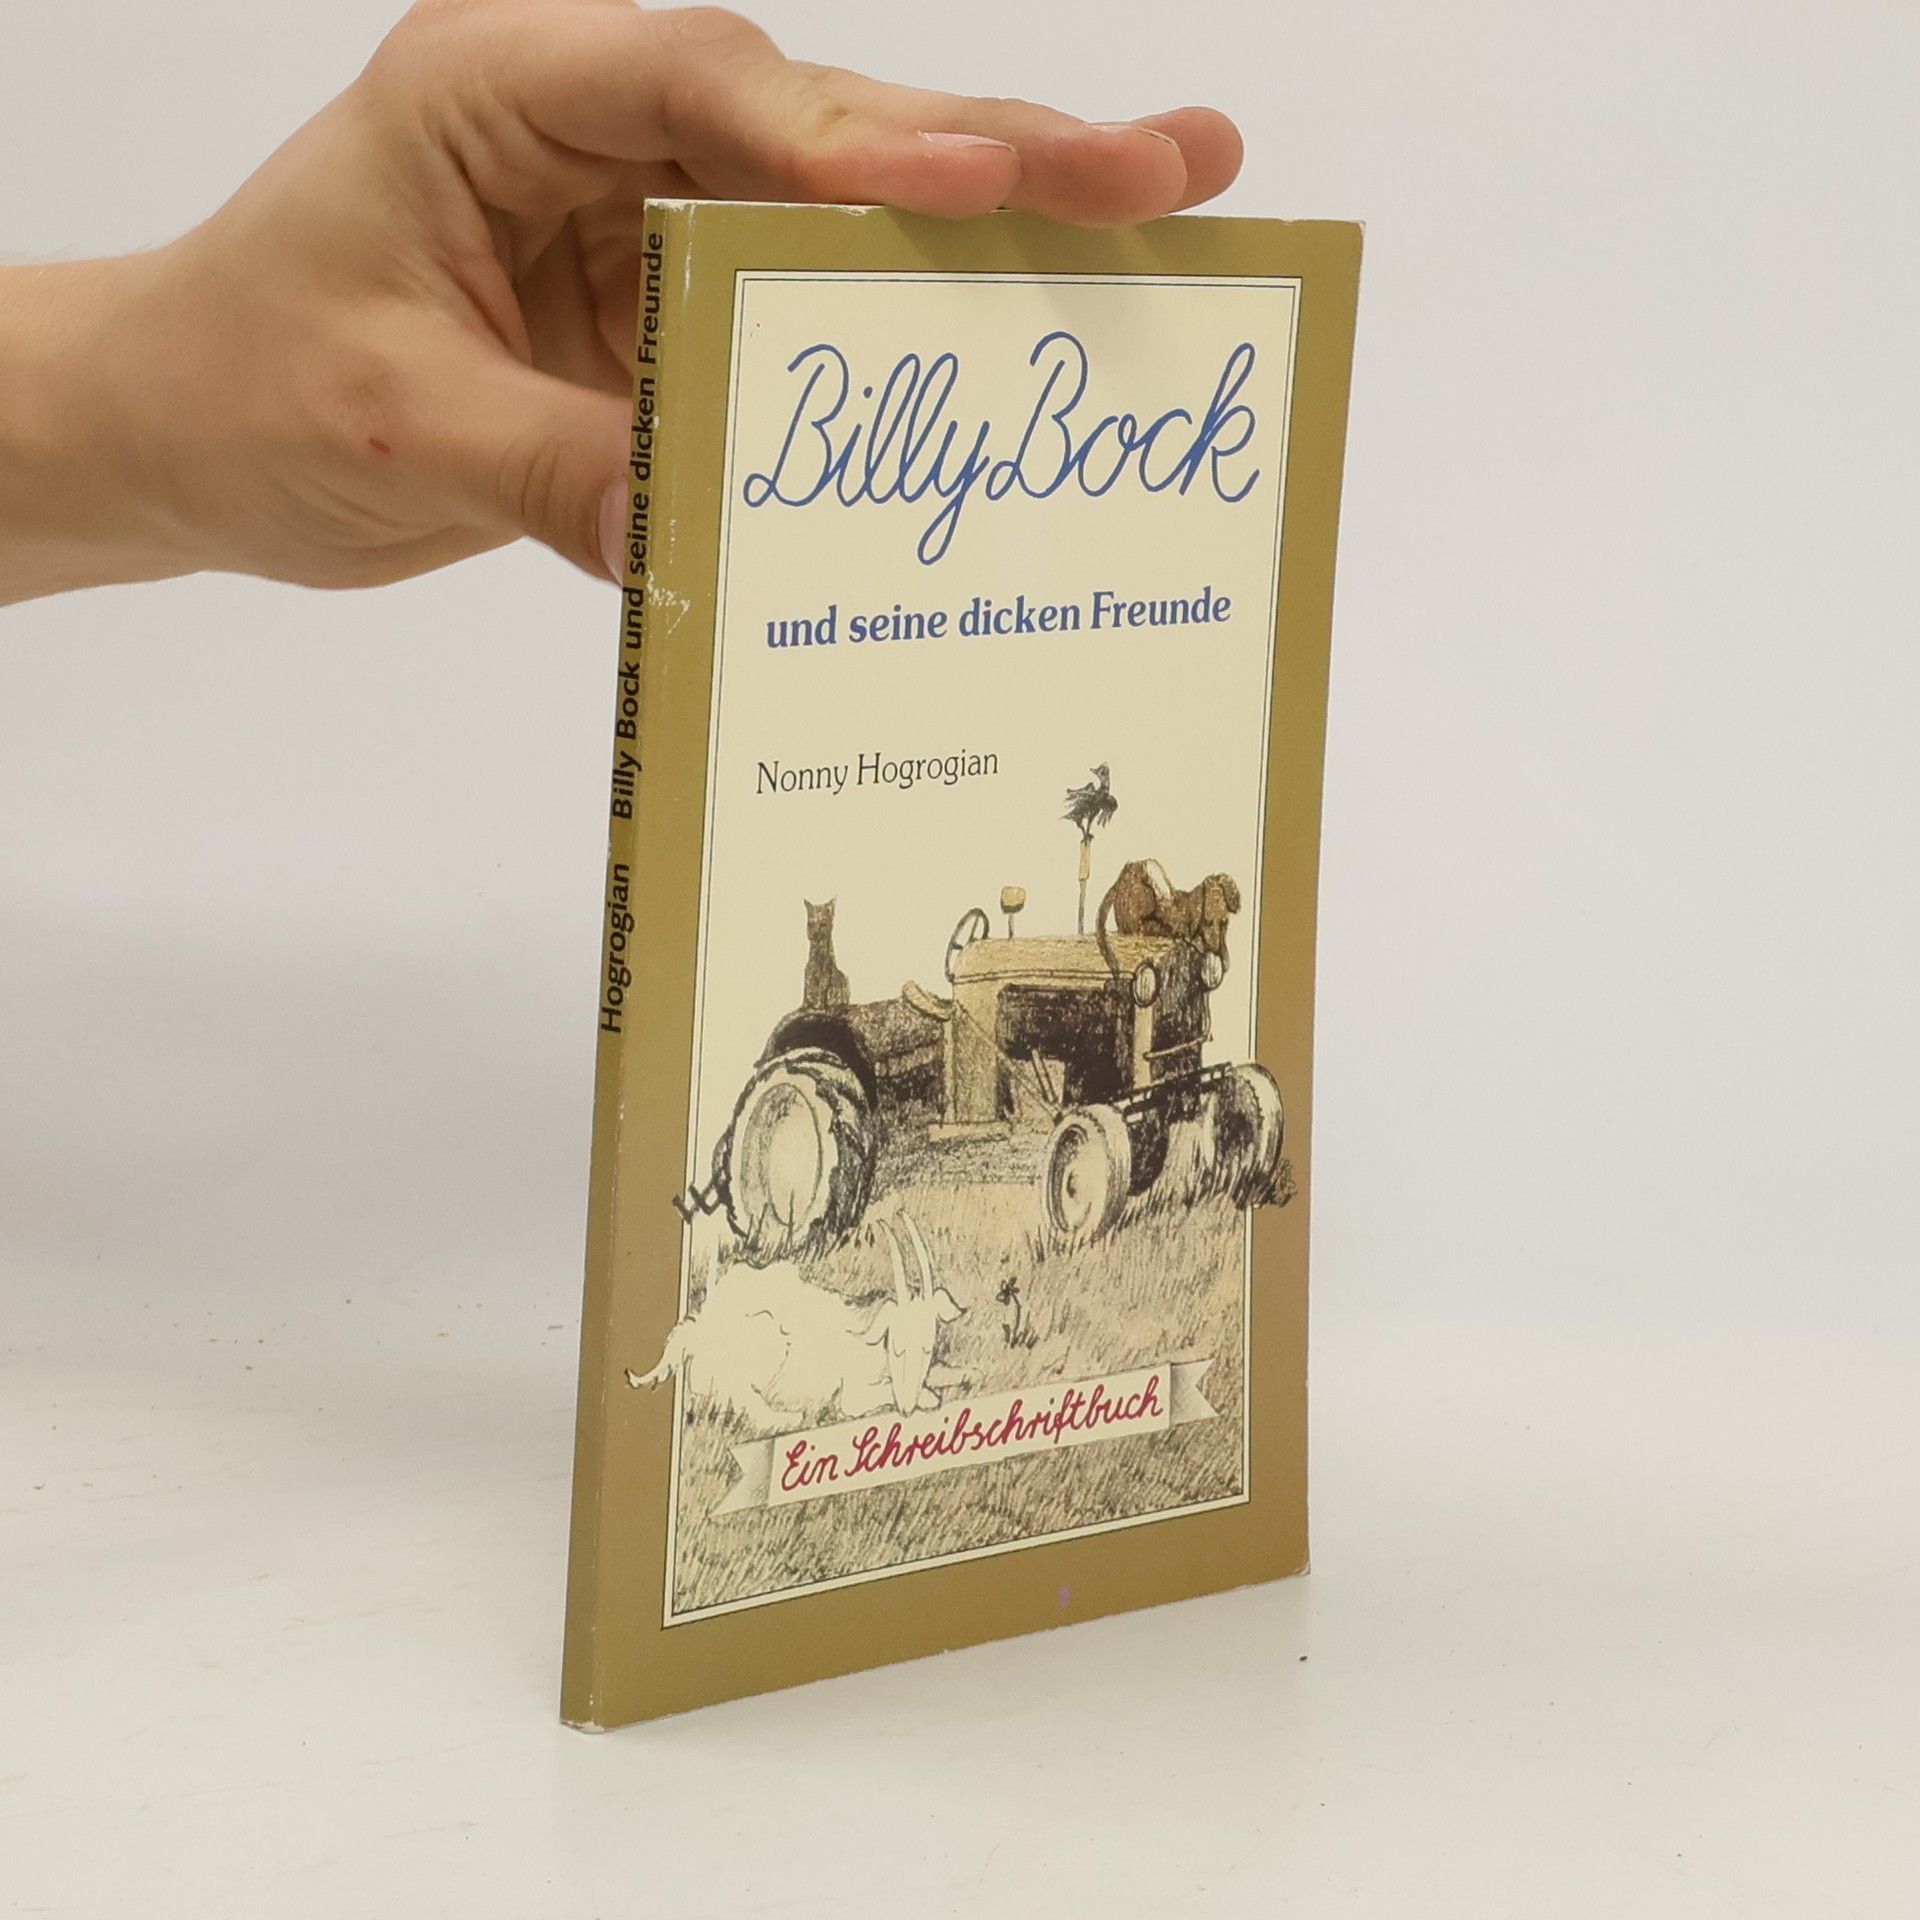 Hogrogian Billy Bock und seine dicken Freunde
Billy Bock
und seine dicken Freunde
Nonny Hogrogian
Ein Schreibschriftbuch